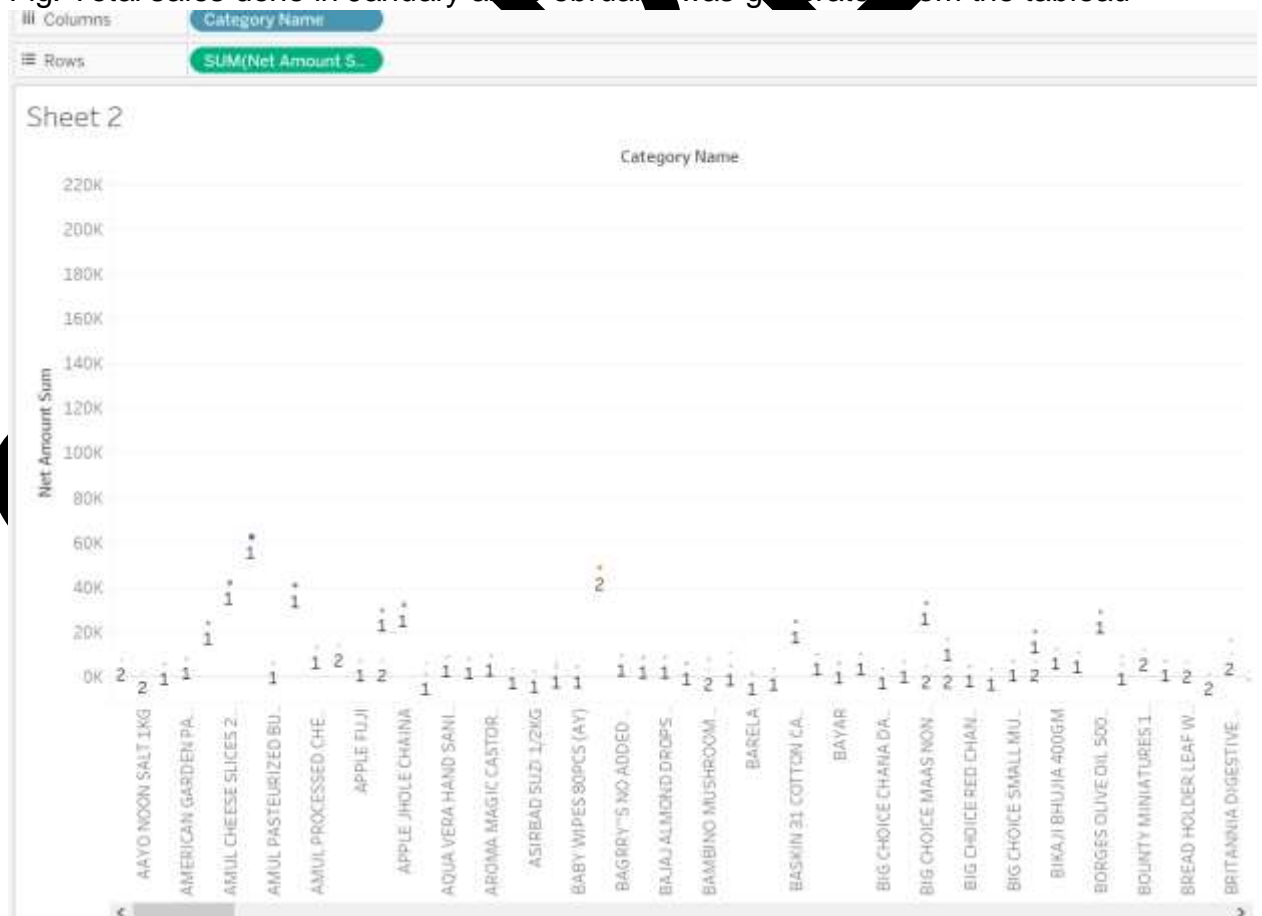 Columns Category Name
Rows SUM(Net Amount S..
Sheet 2
Category Name
Net Amount Sum
220K
200K
180K
160K
140K
120K
100K
80K
60K
40K
20K
0K
AAYO NOON SALT 1KG
AMERICAN GARDEN PA..
AMUL CHEESE SLICES 2..
AMUL PASTEURIZED BU..
AMUL PROCESSED CHE..
APPLE FUJI
APPLE JHOLE CHAINA
AQUA VERA HAND SANI..
AROMA MAGIC CASTOR..
ASIRBAD SUZI 1/2KG
BABY WIPES 80PCS (AY)
BAGRRY"S NO ADDED ..
BAJAJ ALMOND DROPS ..
BAMBINO MUSHROOM ..
BARELA
BASKIN 31 COTTON CA..
BAYAR
BIG CHOICE CHANA DA..
BIG CHOICE MAAS NON ..
BIG CHOICE RED CHAN..
BIG CHOICE SMALL MU..
BIKAJI BHUJIA 400GM
BORGES OLIVE OIL 500..
BOUNTY MINIATURES 1..
BREAD HOLDER LEAF W..
BRITANNIA DIGESTIVE ..